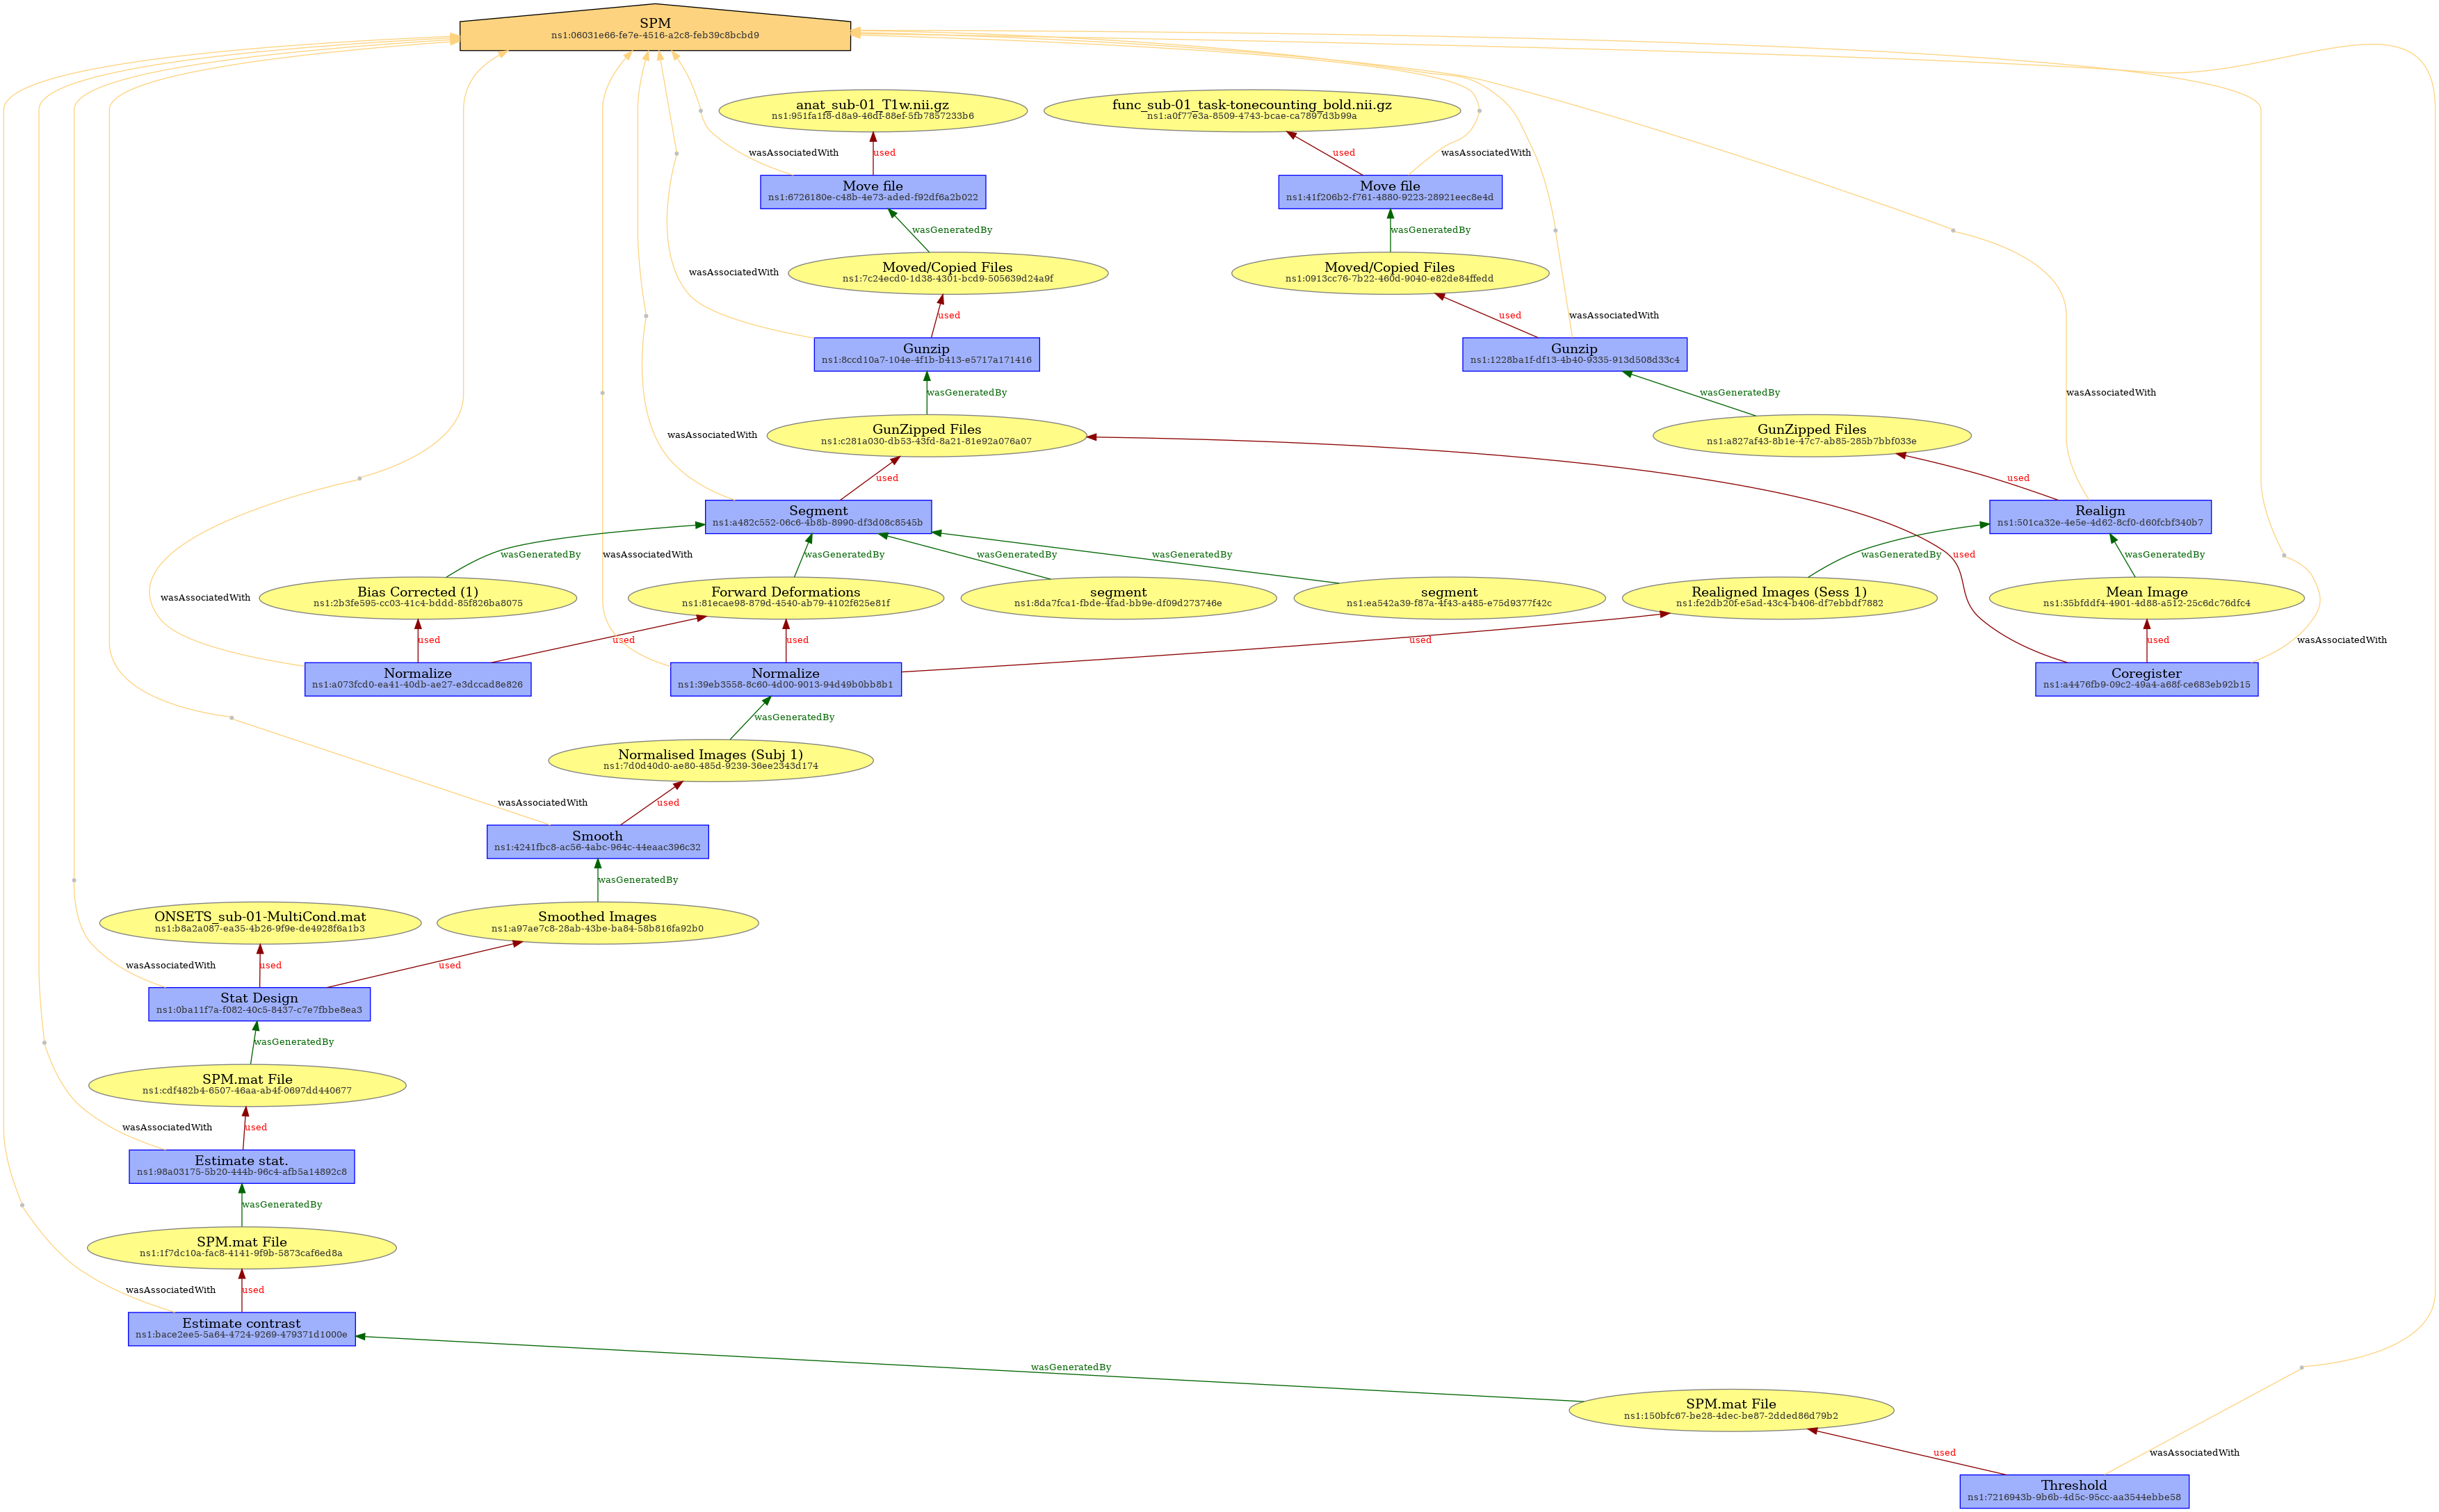 SPM
ns1:06031e66-fe7e-4516-a2c8-feb39c8bcbd9
anat_sub-01_T1w.nii.gz
ns1:951fa1f8-d8a9-46df-88ef-5fb7857233b6
func_sub-01_task-tonecounting_bold.nii.gz
ns1:a0f77e3a-8509-4743-bcae-ca7897d3b99a
wasAssociatedWith
used
used
wasAssociatedWith
Move file
ns1:6726180e-c48b-4e73-aded-f92df6a2b022
Move file
ns1:41f206b2-f761-4880-9223-28921eec8e4d
wasGeneratedBy
wasGeneratedBy
Moved/Copied Files
ns1:7c24ecd0-1d38-4301-bcd9-505639d24a9f
Moved/Copied Files
ns1:0913cc76-7b22-460d-9040-e82de84ffedd
wasAssociatedWith
used
used
wasAssociatedWith
Gunzip
ns1:8ccd10a7-104e-4f1b-b413-e5717a171416
Gunzip
ns1:1228ba1f-df13-4b40-9335-913d508d33c4
wasGeneratedBy
wasGeneratedBy
wasAssociatedWith
GunZipped Files
ns1:c281a030-db53-43fd-8a21-81e92a076a07
GunZipped Files
ns1:a827af43-8b1e-47c7-ab85-285b7bbf033e
wasAssociatedWith
used
used
Segment
ns1:a482c552-06c6-4b8b-8990-df3d08c8545b
Realign
ns1:501ca32e-4e5e-4d62-8cf0-d60fcbf340b7
wasGeneratedBy
wasAssociatedWith
wasGeneratedBy
wasGeneratedBy
wasGeneratedBy
wasGeneratedBy
used
wasGeneratedBy
Bias Corrected (1)
ns1:2b3fe595-cc03-41c4-bddd-85f826ba8075
Forward Deformations
ns1:81ecae98-879d-4540-ab79-4102f625e81f
segment
ns1:8da7fca1-fbde-4fad-bb9e-df09d273746e
segment
ns1:ea542a39-f87a-4f43-a485-e75d9377f42c
Realigned Images (Sess 1)
ns1:fe2db20f-e5ad-43c4-b406-df7ebbdf7882
Mean Image
ns1:35bfddf4-4901-4d88-a512-25c6dc76dfc4
wasAssociatedWith
used
used
used
used
used
wasAssociatedWith
Normalize
ns1:a073fcd0-ea41-40db-ae27-e3dccad8e826
Normalize
ns1:39eb3558-8c60-4d00-9013-94d49b0bb8b1
Coregister
ns1:a4476fb9-09c2-49a4-a68f-ce683eb92b15
wasGeneratedBy
Normalised Images (Subj 1)
ns1:7d0d40d0-ae80-485d-9239-36ee2343d174
wasAssociatedWith
used
Smooth
ns1:4241fbc8-ac56-4abc-964c-44eaac396c32
wasGeneratedBy
ONSETS_sub-01-MultiCond.mat
ns1:b8a2a087-ea35-4b26-9f9e-de4928f6a1b3
Smoothed Images
ns1:a97ae7c8-28ab-43be-ba84-58b816fa92b0
wasAssociatedWith
used
used
Stat Design
ns1:0ba11f7a-f082-40c5-8437-c7e7fbbe8ea3
wasGeneratedBy
SPM.mat File
ns1:cdf482b4-6507-46aa-ab4f-0697dd440677
wasAssociatedWith
used
Estimate stat.
ns1:98a03175-5b20-444b-96c4-afb5a14892c8
wasGeneratedBy
SPM.mat File
ns1:1f7dc10a-fac8-4141-9f9b-5873caf6ed8a
wasAssociatedWith
used
Estimate contrast
ns1:bace2ee5-5a64-4724-9269-479371d1000e
wasGeneratedBy
SPM.mat File
ns1:150bfc67-be28-4dec-be87-2dded86d79b2
used
wasAssociatedWith
Threshold
ns1:7216943b-9b6b-4d5c-95cc-aa3544ebbe58